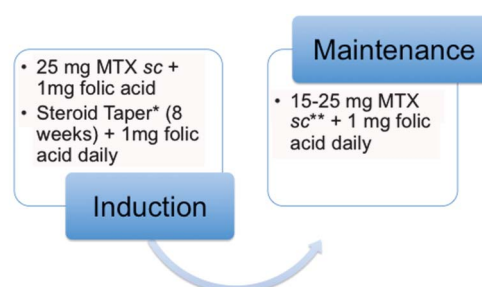 • 25 mg MTX sc +
1mg folic acid
• Steroid Taper* (8
weeks) + 1mg folic
acid daily
Induction
Maintenance
• 15-25 mg MTX
sc** + 1 mg folic
acid daily